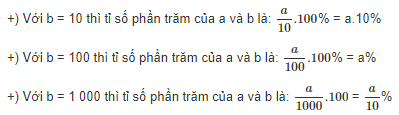 +) Với b = 10 thì tỉ số phần trăm của a và b là: a/10 .100% = a.10%
+) Với b = 100 thì tỉ số phần trăm của a và b là: a/100 .100% = a%
+) Với b = 1 000 thì tỉ số phần trăm của a và b là: a/1000 .100 = a/10 %